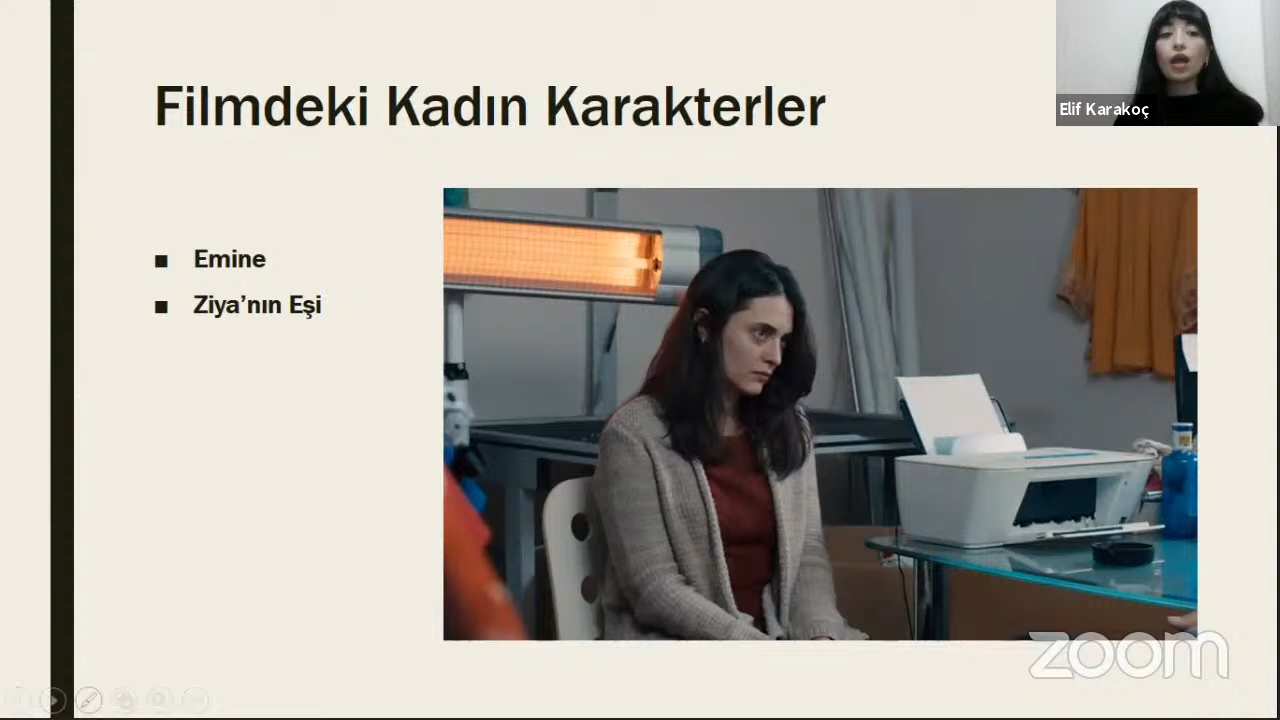 Filmdeki Kadın Karakterler
Elif Karakoç
■ Emine
■ Ziya’nın Eşi
zoom